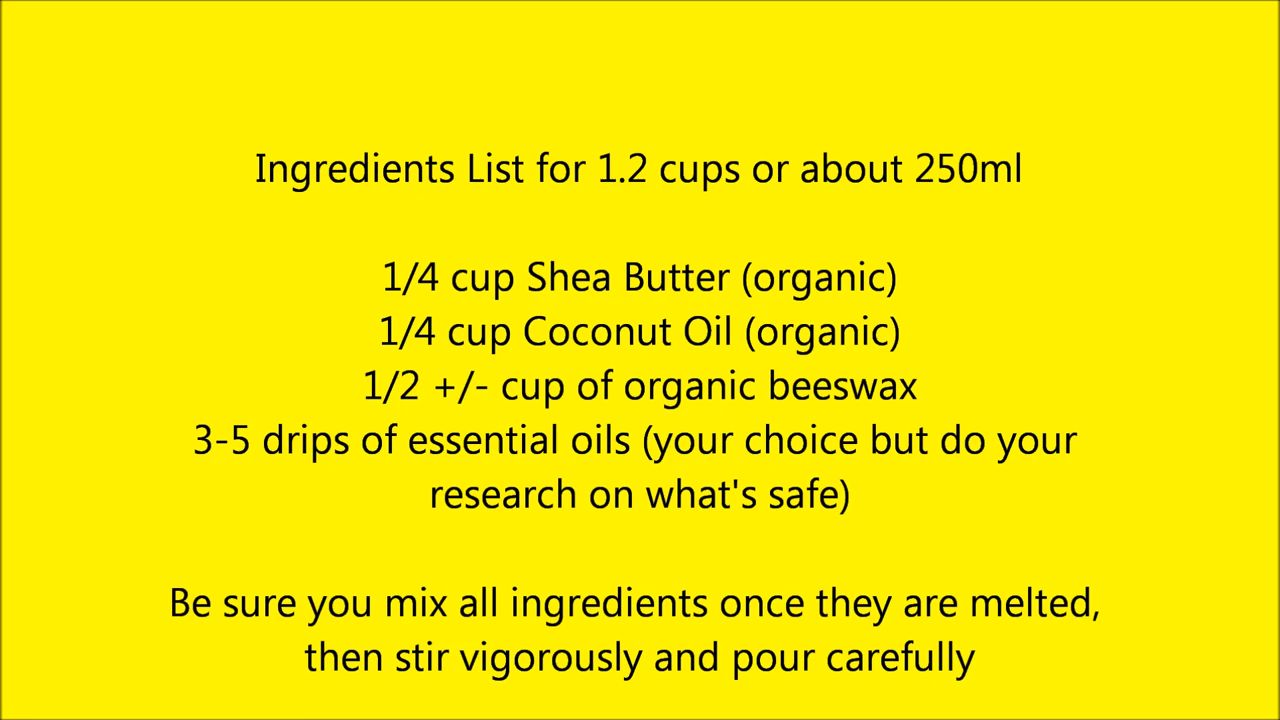 Ingredients List for 1.2 cups or about 250ml
1/4 cup Shea Butter (organic)
1/4 cup Coconut Oil (organic)
1/2 +/- cup of organic beeswax
3-5 drips of essential oils (your choice but do your
research on what's safe)
Be sure you mix all ingredients once they are melted,
then stir vigorously and pour carefully